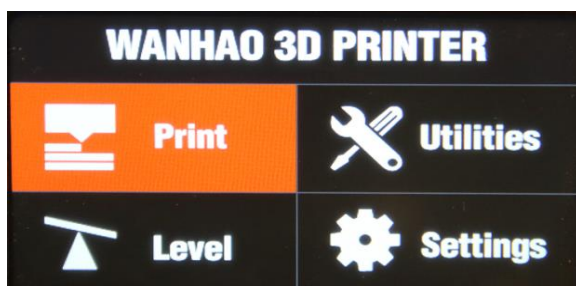 WANHAO 3D PRINTER
Print
Utilities
Level
Settings